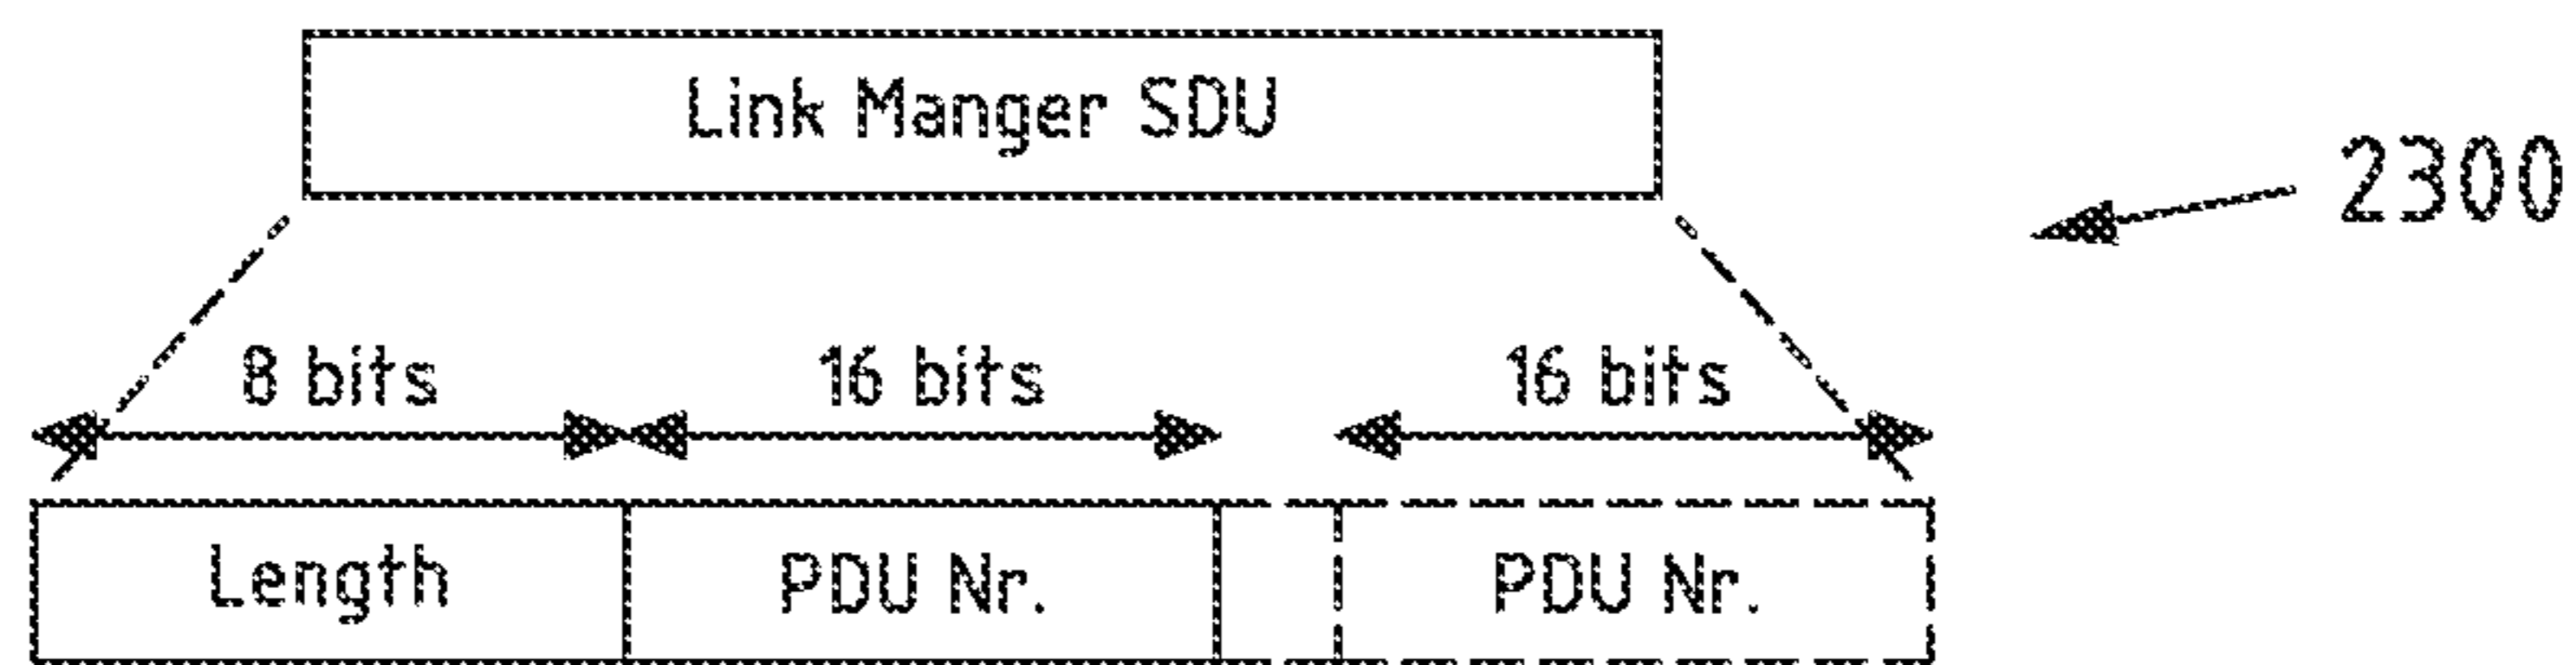 Link Manger SDU
2300
8 bits
16 bits
16 bits
Length
PDU Nr.
PDU Nr.